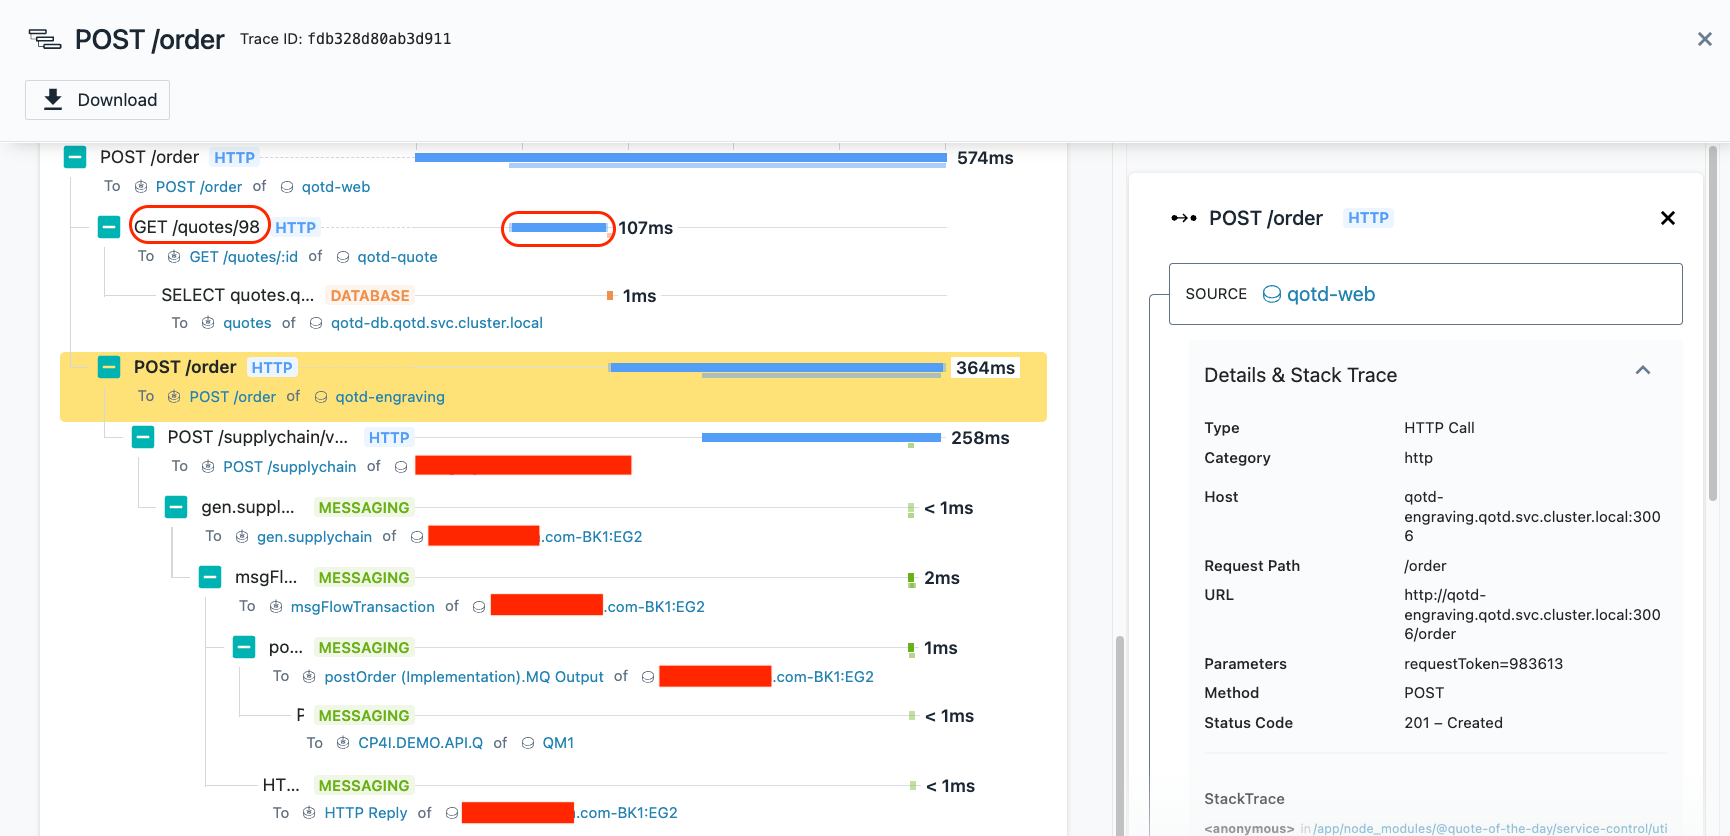 POST /order Trace ID: fdb328d80ab3d911
Download
POST /order HTTP 574ms
To POST /order of qotd-web
GET /quotes/98 HTTP 107ms
To GET /quotes/:id of qotd-quote
SELECT quotes.q... DATABASE 1ms
To quotes of qotd-db.qotd.svc.cluster.local
POST /order HTTP 364ms
To POST /order of qotd-engraving
POST /supplychain/v... HTTP 258ms
To POST /supplychain of
gen.suppl... MESSAGING < 1ms
To gen.supplychain of .com-BK1:EG2
msgFl... MESSAGING 2ms
To msgFlowTransaction of .com-BK1:EG2
po... MESSAGING 1ms
To postOrder (Implementation).MQ Output of .com-BK1:EG2
P MESSAGING < 1ms
To CP4I.DEMO.API.Q of QM1
HT... MESSAGING < 1ms
To HTTP Reply of .com-BK1:EG2
POST /order HTTP
SOURCE qotd-web
Details & Stack Trace
Type HTTP Call
Category http
Host qotd-
engraving.qotd.svc.cluster.local:300
6
Request Path /order
URL http://qotd-
engraving.qotd.svc.cluster.local:300
6/order
Parameters requestToken=983613
Method POST
Status Code 201 – Created
StackTrace
<anonymous> in /app/node_modules/@quote-of-the-day/service-control/uti